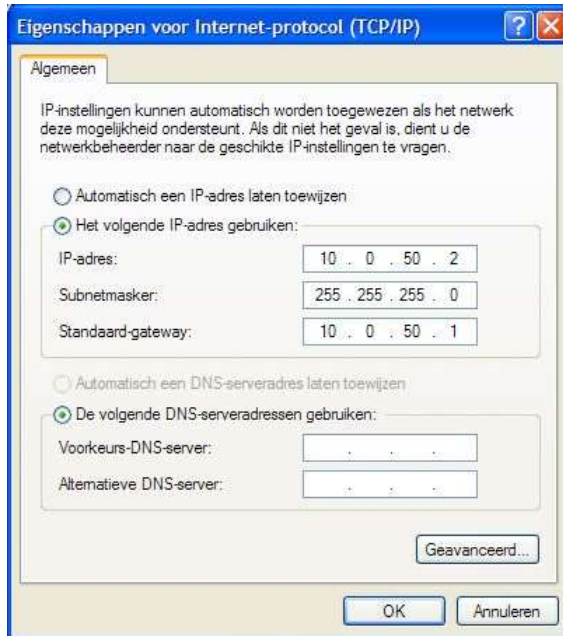 Eigenschappen voor Internet-protocol (TCP/IP)
Algemeen
IP-instellingen kunnen automatisch worden toegewezen als het netwerk
deze mogelijkheid ondersteunt. Als dit niet het geval is, dient u de
netwerkbeheerder naar de geschikte IP-instellingen te vragen.
Automatisch een IP-adres laten toewijzen
Het volgende IP-adres gebruiken:
IP-adres: 10 . 0 . 50 . 2
Subnetmasker: 255 . 255 . 255 . 0
Standaard-gateway: 10 . 0 . 50 . 1
Automatisch een DNS-serveradres laten toewijzen
De volgende DNS-serveradressen gebruiken:
Voorkeurs-DNS-server: . . .
Alternatieve DNS-server: . . .
Geavanceerd...
OK Annuleren